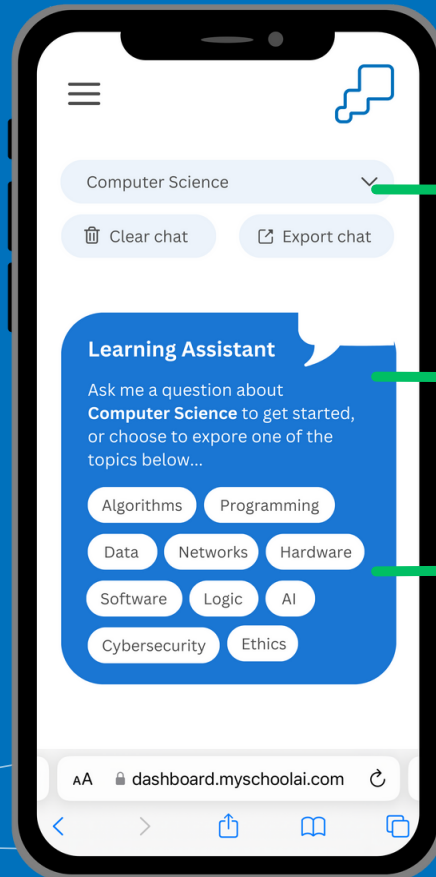 Computer Science
Clear chat Export chat
Learning Assistant
Ask me a question about
Computer Science to get started,
or choose to expore one of the
topics below...
Algorithms Programming
Data Networks Hardware
Software Logic AI
Cybersecurity Ethics
AA dashboard.myschoolai.com